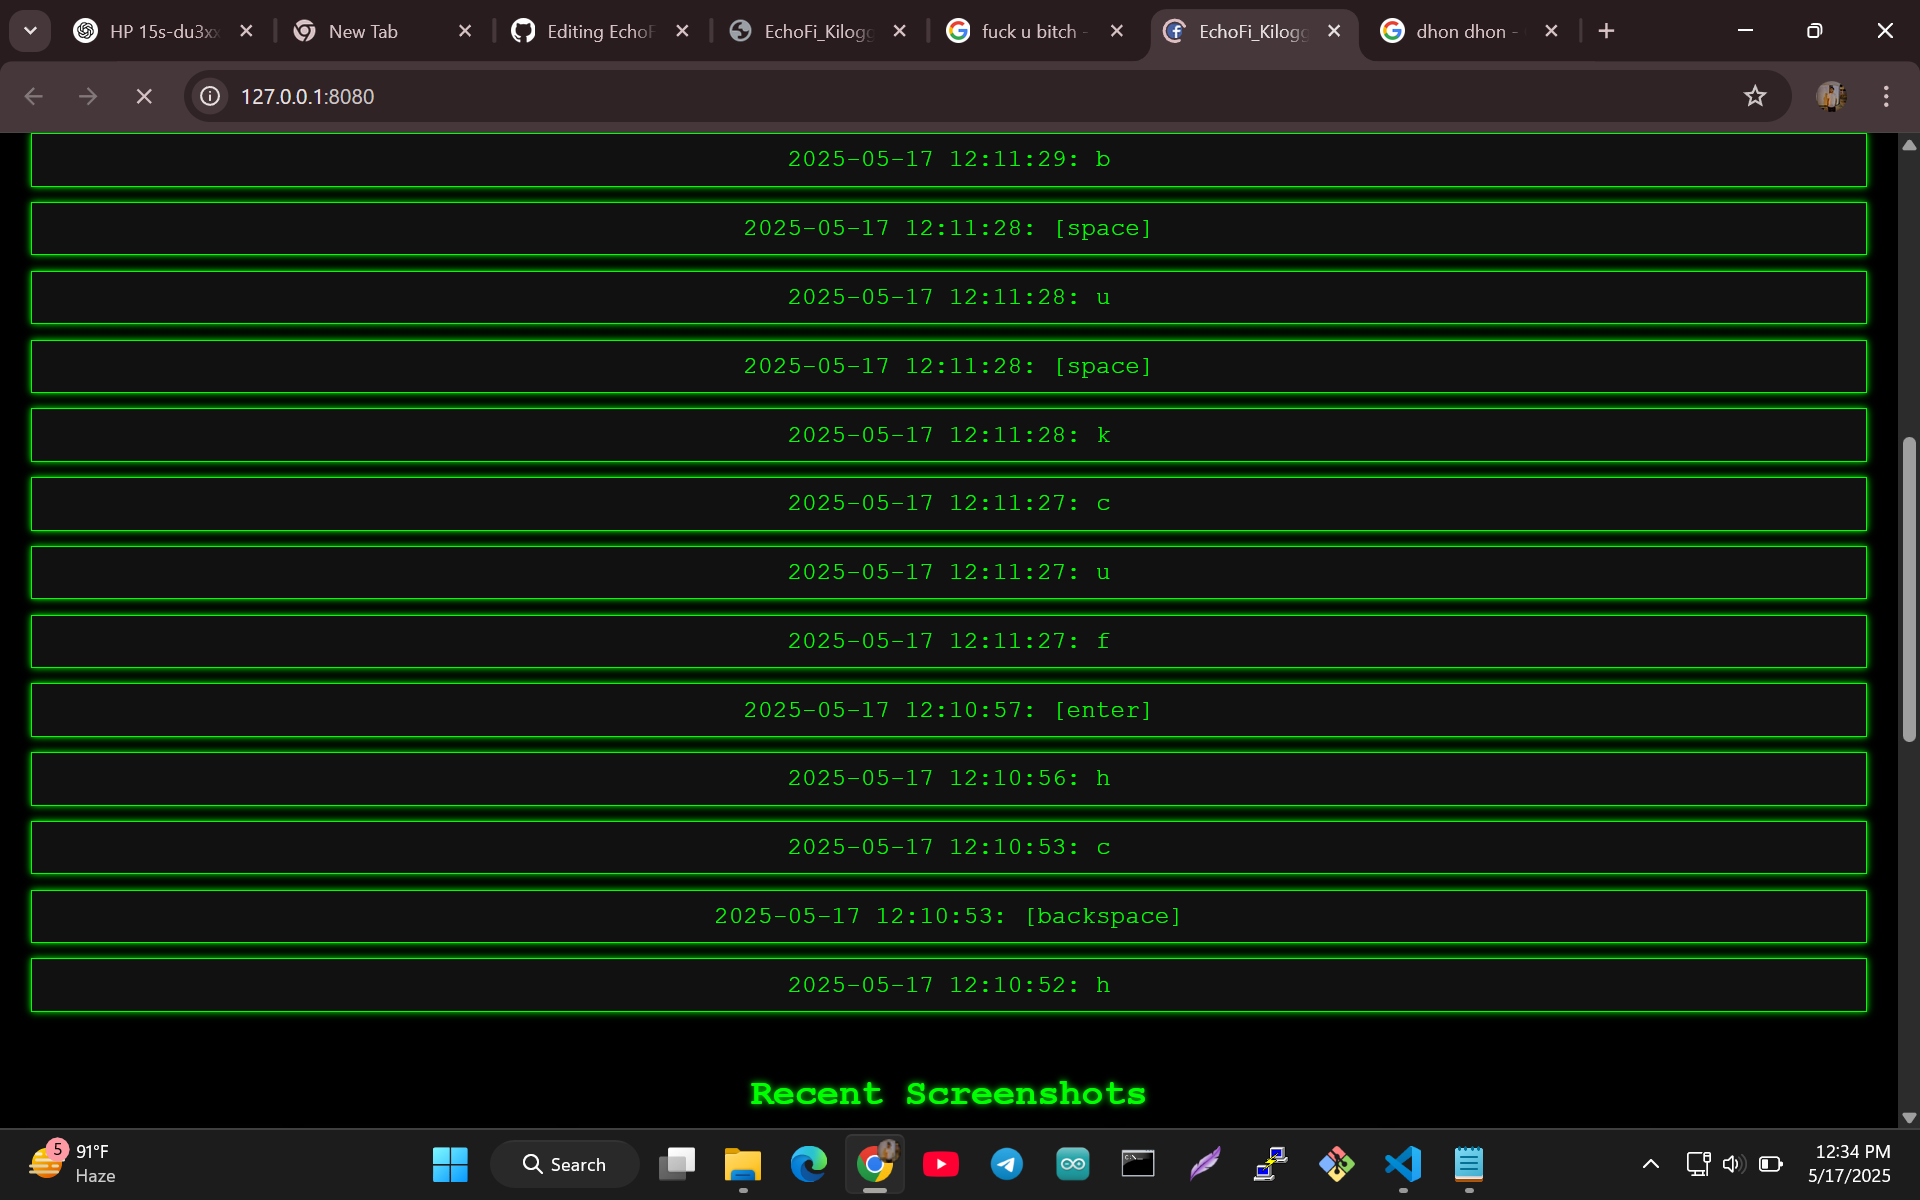 HP 15s-du3xx
New Tab
Editing EchoF
EchoFi_Kilogg
fuck u bitch -
EchoFi_Kilogg
dhon dhon -
127.0.0.1:8080
2025-05-17 12:11:29: b
2025-05-17 12:11:28: [space]
2025-05-17 12:11:28: u
2025-05-17 12:11:28: [space]
2025-05-17 12:11:28: k
2025-05-17 12:11:27: c
2025-05-17 12:11:27: u
2025-05-17 12:11:27: f
2025-05-17 12:10:57: [enter]
2025-05-17 12:10:56: h
2025-05-17 12:10:53: c
2025-05-17 12:10:53: [backspace]
2025-05-17 12:10:52: h
Recent Screenshots
5
91°F
Haze
Search
12:34 PM
5/17/2025